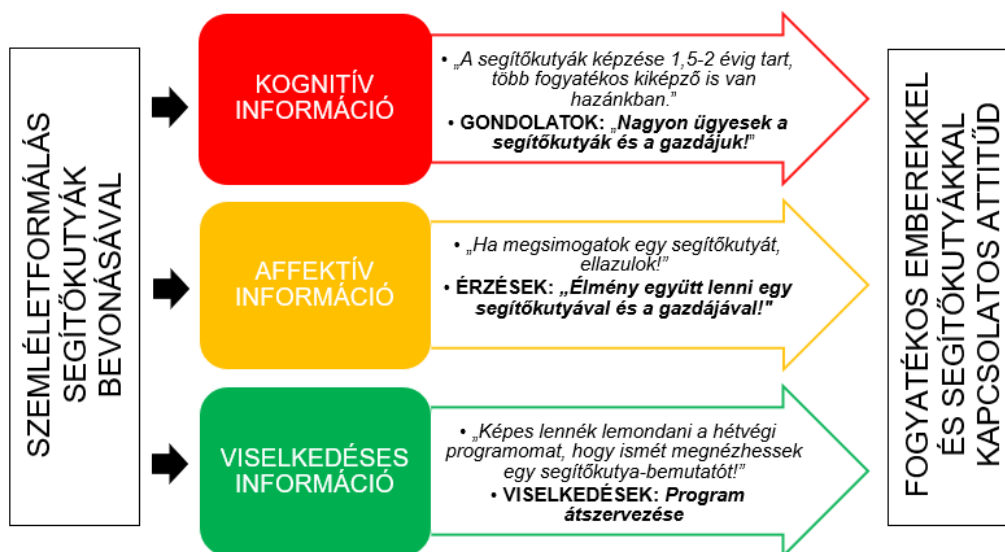 SZEMLÉLETFORMÁLÁS
SEGÍTŐKUTYÁK
BEVONÁSÁVAL
KOGNITÍV
INFORMÁCIÓ
• „A segítőkutyák képzése 1,5-2 évig tart,
több fogyatékos kiképző is van
hazánkban.”
• GONDOLATOK: „Nagyon ügyesek a
segítőkutyák és a gazdájuk!”
AFFEKTÍV
INFORMÁCIÓ
• „Ha megsimogatok egy segítőkutyát,
ellazulok!”
• ÉRZÉSEK: „Élmény együtt lenni egy
segítőkutyával és a gazdájával!"
VISELKEDÉSES
INFORMÁCIÓ
• „Képes lennék lemondani a hétvégi
programomat, hogy ismét megnézhessek
egy segítőkutya-bemutatót!”
• VISELKEDÉSEK: Program
átszervezése
FOGYATÉKOS EMBEREKKEL
ÉS SEGÍTŐKUTYÁKKAL
KAPCSOLATOS ATTITŰD